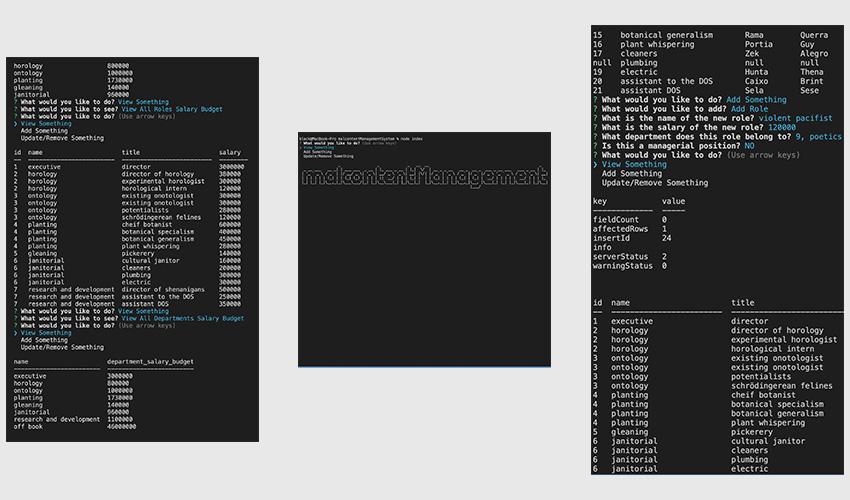 horology 800000
ontology 1000000
planting 1730000
gleaning 140000
janitorial 960000
? What would you like to do? View Something
? What would you like to see? View All Roles Salary Budget
? What would you like to do? (Use arrow keys)
❯ View Something
Add Something
Update/Remove Something
id name title salary
1 executive director 3000000
2 horology director of horology 380000
2 horology experimental horologist 300000
2 horology horological intern 120000
3 ontology existing onotologist 300000
3 ontology existing onotologist 300000
3 ontology potentialists 280000
3 ontology schrödingerean felines 120000
4 planting cheif botanist 600000
4 planting botanical specialism 400000
4 planting botanical generalism 450000
4 planting plant whispering 280000
5 gleaning pickerery 140000
6 janitorial cultural janitor 160000
6 janitorial cleaners 200000
6 janitorial plumbing 300000
6 janitorial electric 300000
7 research and development director of shenanigans 500000
7 research and development assistant to the DOS 250000
7 research and development assistant DOS 350000
? What would you like to do? View Something
? What would you like to see? View All Departments Salary Budget
? What would you like to do? (Use arrow keys)
❯ View Something
Add Something
Update/Remove Something
name department_salary_budget
executive 3000000
horology 800000
ontology 1000000
planting 1730000
gleaning 140000
janitorial 960000
research and development 1100000
off book 46000000
black@MacBook-Pro malcontentManagementSystem % node index
? What would you like to do? (Use arrow keys)
❯ View Something
Add Something
Update/Remove Something
malcontentManagement
15 botanical generalism Rama Querra
16 plant whispering Portia Guy
17 cleaners Zek Alegro
null plumbing null null
19 electric Hunta Thena
20 assistant to the DOS Caixo Brint
21 assistant DOS Sela Sese
? What would you like to do? Add Something
? What would you like to add? Add Role
? What is the name of the new role? violent pacifist
? What is the salary of the new role? 120000
? What department does this role belong to? 9, poetics
? Is this a managerial position? NO
? What would you like to do? (Use arrow keys)
❯ View Something
Add Something
Update/Remove Something
key value
fieldCount 0
affectedRows 1
insertId 24
info
serverStatus 2
warningStatus 0
id name title
1 executive director
2 horology director of horology
2 horology experimental horologist
2 horology horological intern
3 ontology existing onotologist
3 ontology existing onotologist
3 ontology potentialists
3 ontology schrödingerean felines
4 planting cheif botanist
4 planting botanical specialism
4 planting botanical generalism
4 planting plant whispering
5 gleaning pickerery
6 janitorial cultural janitor
6 janitorial cleaners
6 janitorial plumbing
6 janitorial electric